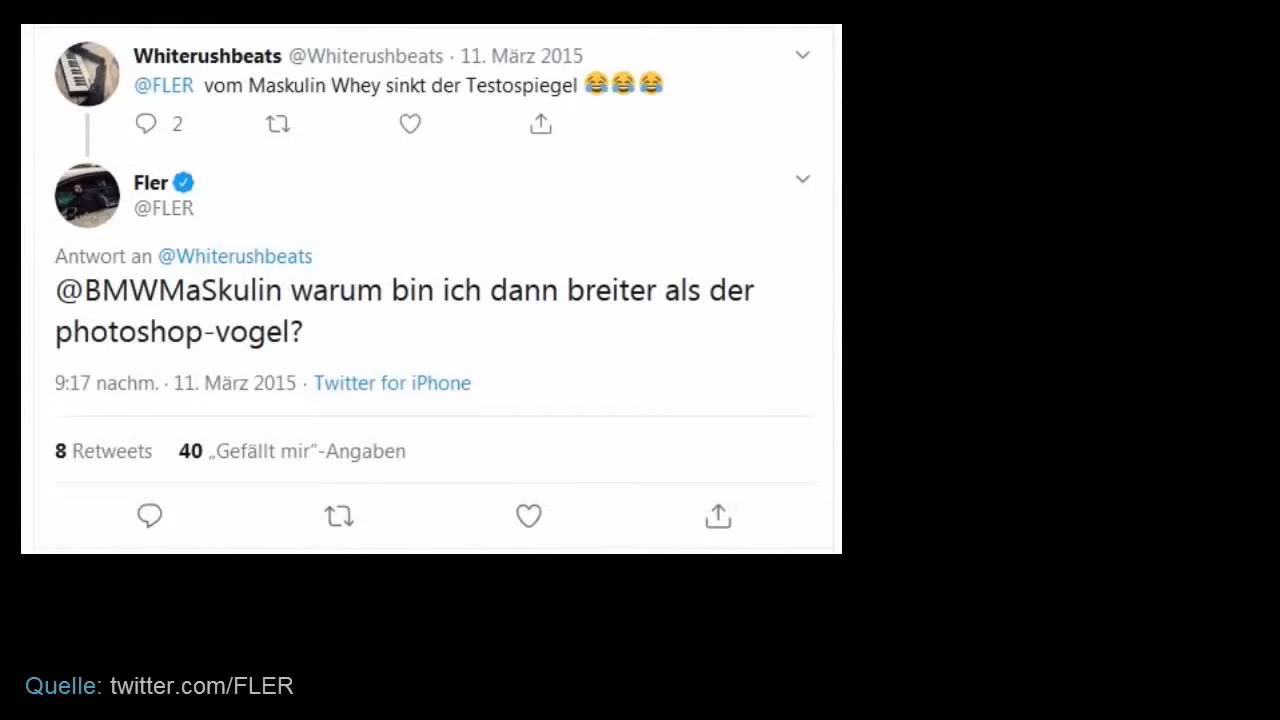 Whiterushbeats @Whiterushbeats · 11. März 2015
@FLER vom Maskulin Whey sinkt der Testospiegel 😂😂😂
2
Fler
@FLER
Antwort an @Whiterushbeats
@BMWMaSkulin warum bin ich dann breiter als der
photoshop-vogel?
9:17 nachm. · 11. März 2015 · Twitter for iPhone
8 Retweets 40 „Gefällt mir“-Angaben
Quelle: twitter.com/FLER